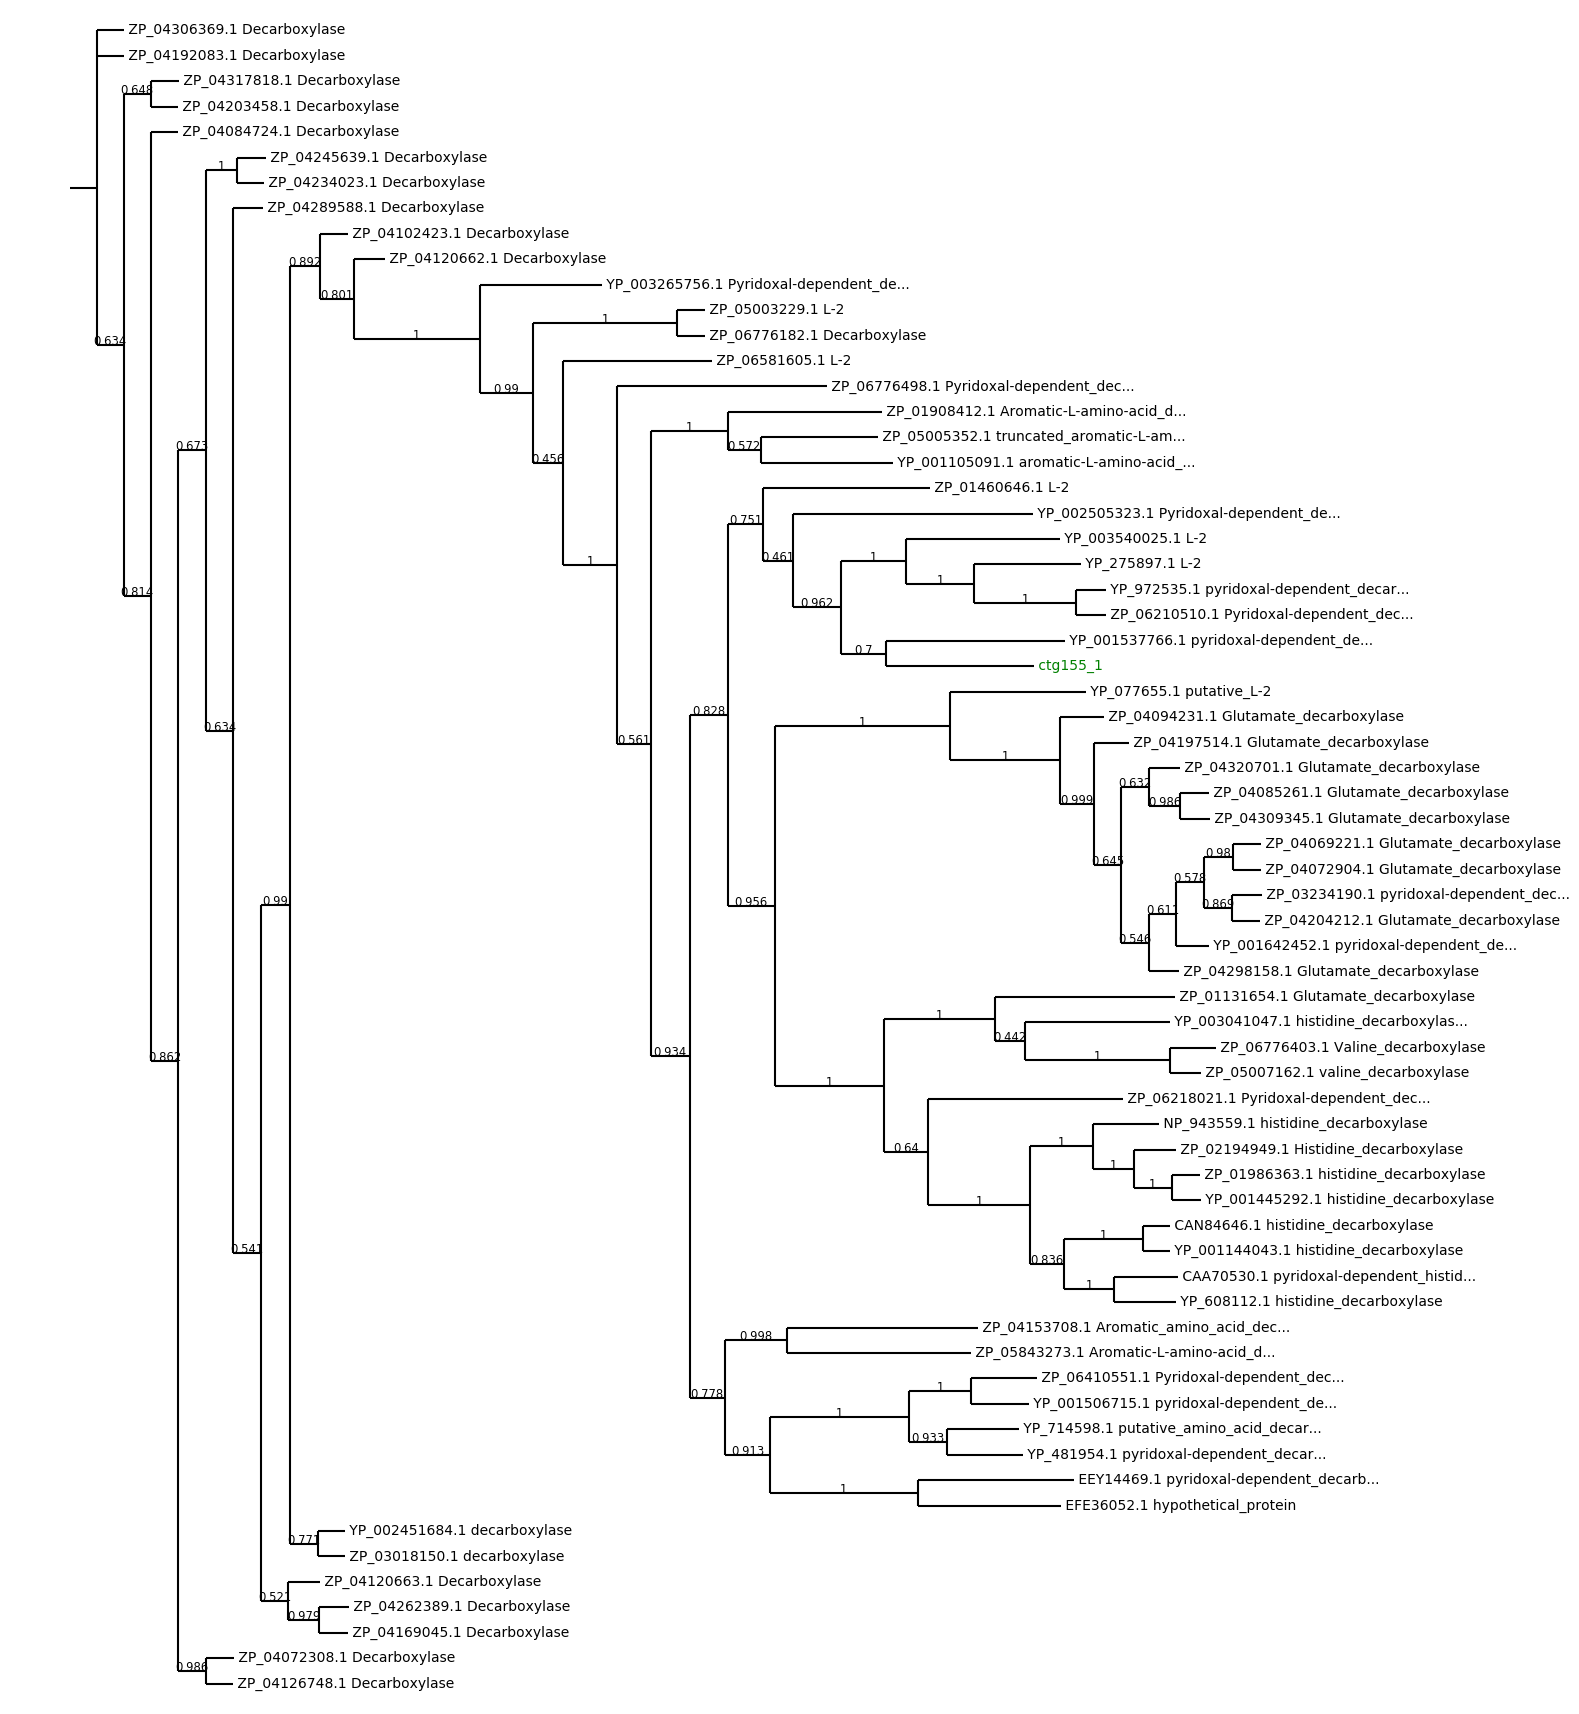 ZP_04306369.1 Decarboxylase
ZP_04192083.1 Decarboxylase
ZP_04317818.1 Decarboxylase
0.648
ZP_04203458.1 Decarboxylase
ZP_04084724.1 Decarboxylase
ZP_04245639.1 Decarboxylase
1
ZP_04234023.1 Decarboxylase
ZP_04289588.1 Decarboxylase
ZP_04102423.1 Decarboxylase
ZP_04120662.1 Decarboxylase
0.892
YP_003265756.1 Pyridoxal-dependent_de...
0.801
ZP_05003229.1 L-2
1
ZP_06776182.1 Decarboxylase
1
0.634
ZP_06581605.1 L-2
ZP_06776498.1 Pyridoxal-dependent_dec...
0.99
ZP_01908412.1 Aromatic-L-amino-acid_d...
1
ZP_05005352.1 truncated_aromatic-L-am...
0.673
0.572
0.456
YP_001105091.1 aromatic-L-amino-acid_...
ZP_01460646.1 L-2
YP_002505323.1 Pyridoxal-dependent_de...
0.751
YP_003540025.1 L-2
0.461
1
YP_275897.1 L-2
1
1
YP_972535.1 pyridoxal-dependent_decar...
0.814
1
0.962
ZP_06210510.1 Pyridoxal-dependent_dec...
YP_001537766.1 pyridoxal-dependent_de...
0.7
ctg155_1
YP_077655.1 putative_L-2
0.828
ZP_04094231.1 Glutamate_decarboxylase
1
0.634
0.561
ZP_04197514.1 Glutamate_decarboxylase
1
ZP_04320701.1 Glutamate_decarboxylase
0.632
ZP_04085261.1 Glutamate_decarboxylase
0.999
0.986
ZP_04309345.1 Glutamate_decarboxylase
ZP_04069221.1 Glutamate_decarboxylase
0.98
0.645
ZP_04072904.1 Glutamate_decarboxylase
0.578
ZP_03234190.1 pyridoxal-dependent_dec...
0.99
0.956
0.869
0.611
ZP_04204212.1 Glutamate_decarboxylase
0.546
YP_001642452.1 pyridoxal-dependent_de...
ZP_04298158.1 Glutamate_decarboxylase
ZP_01131654.1 Glutamate_decarboxylase
1
YP_003041047.1 histidine_decarboxylas...
0.442
ZP_06776403.1 Valine_decarboxylase
0.862
0.934
1
ZP_05007162.1 valine_decarboxylase
1
ZP_06218021.1 Pyridoxal-dependent_dec...
NP_943559.1 histidine_decarboxylase
1
0.64
ZP_02194949.1 Histidine_decarboxylase
1
ZP_01986363.1 histidine_decarboxylase
1
1
YP_001445292.1 histidine_decarboxylase
CAN84646.1 histidine_decarboxylase
1
0.541
YP_001144043.1 histidine_decarboxylase
0.836
CAA70530.1 pyridoxal-dependent_histid...
1
YP_608112.1 histidine_decarboxylase
ZP_04153708.1 Aromatic_amino_acid_dec...
0.998
ZP_05843273.1 Aromatic-L-amino-acid_d...
ZP_06410551.1 Pyridoxal-dependent_dec...
1
0.778
YP_001506715.1 pyridoxal-dependent_de...
1
YP_714598.1 putative_amino_acid_decar...
0.933
0.913
YP_481954.1 pyridoxal-dependent_decar...
EEY14469.1 pyridoxal-dependent_decarb...
1
EFE36052.1 hypothetical_protein
YP_002451684.1 decarboxylase
0.771
ZP_03018150.1 decarboxylase
ZP_04120663.1 Decarboxylase
0.521
ZP_04262389.1 Decarboxylase
0.979
ZP_04169045.1 Decarboxylase
ZP_04072308.1 Decarboxylase
0.986
ZP_04126748.1 Decarboxylase